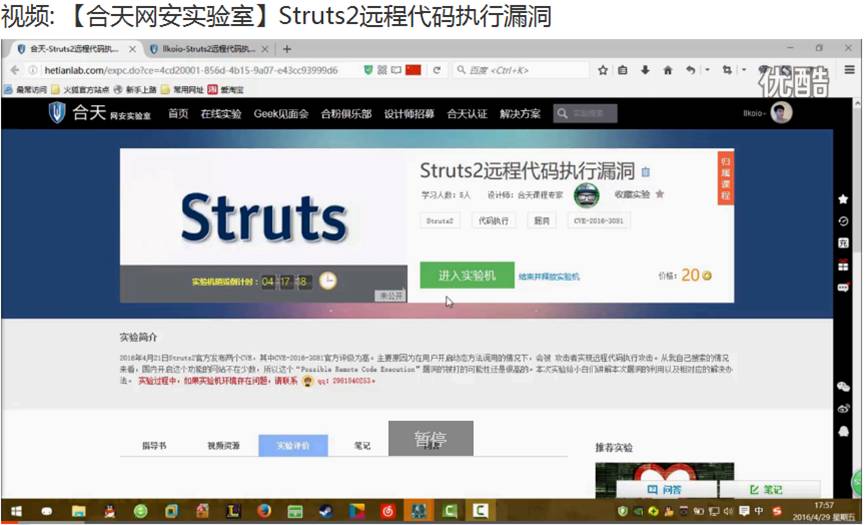 视频: 【合天网安实验室】Struts2远程代码执行漏洞
合天-Struts2远程代码执...
llkoio-Struts2远程代码执...
hetianlab.com/expc.do?ce=4cd20001-856d-4b15-9a07-e43cc93999d6
百度 <Ctrl+K>
优酷
最常访问 火狐官方站点 新手上路 常用网址 爱淘宝
合天网安实验室 首页 在线实验 Geek见面会 合粉俱乐部 设计师招募 合天认证 解决方案
llkoio-
Struts2远程代码执行漏洞
归属课程
学习人数: 8人 设计师: 合天课程专家 收藏实验
Struts
Struts2 代码执行 漏洞 CVE-2016-3081
实验机销毁倒计时: 04 17 18
未公开
进入实验机 结束并释放实验机
价格: 20
充
实验简介
2016年4月21日Struts2官方发布两个CVE, 其中CVE-2016-3081官方评级为高。主要原因为在用户开启动态方法调用的情况下, 会被 攻击者实现远程代码执行攻击。从我自己搜索的情况
来看, 国内开启这个功能的网站不在少数, 所以这个“Possible Remote Code Execution”漏洞的被打的可能性还是很高的。本次实验给小白们讲解本次漏洞的利用以及相对应的解决办
法。 实验过程中, 如果实验机环境存在问题, 请联系
指导书 视频资源 实验评价 笔记
暂停
推荐实验
问答 笔记
中
17:57
2016/4/29 星期五